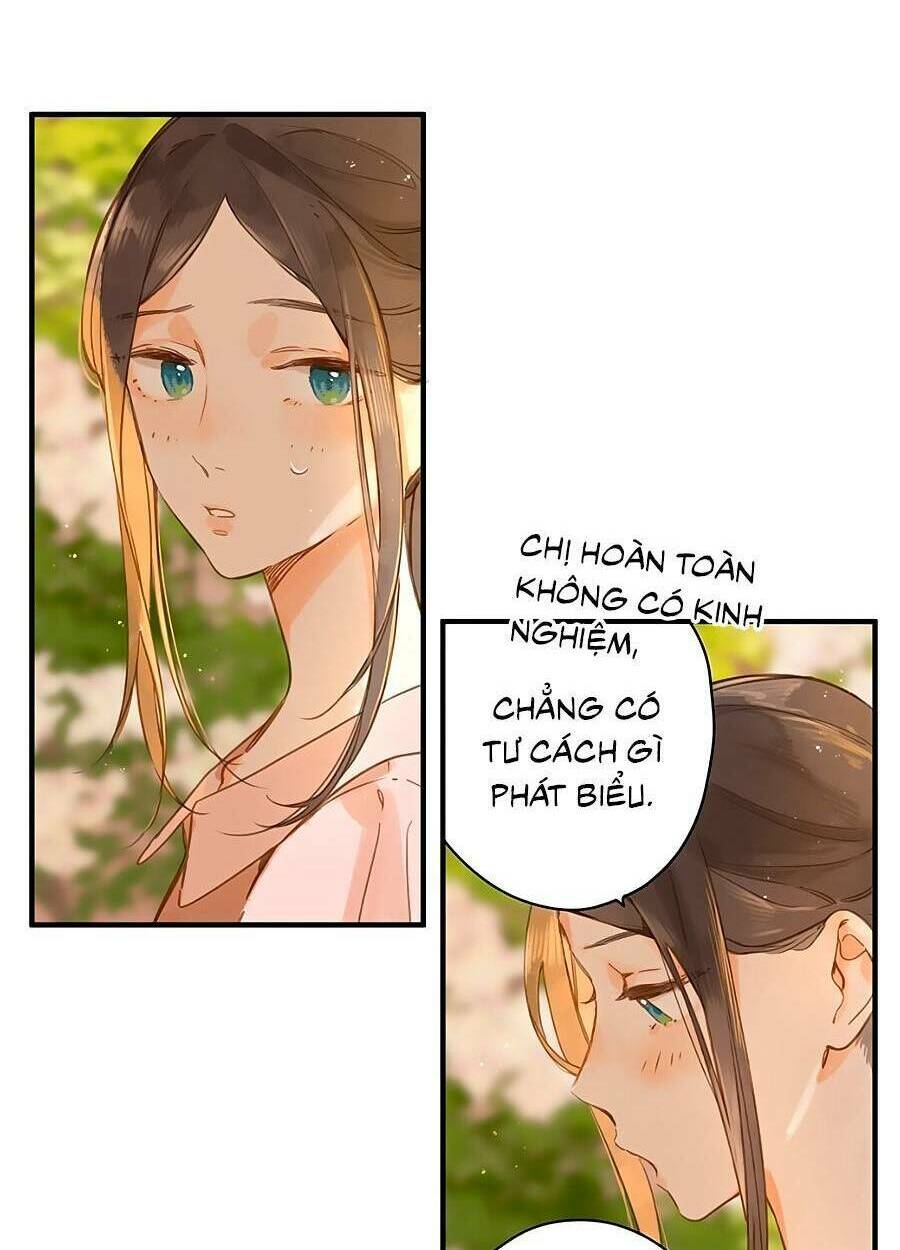 CHỊ HOÀN TOÀN
KHÔNG CÓ KINH
NGHIỆM,
CHẲNG CÓ
TƯ CÁCH GÌ
PHÁT BIỂU.